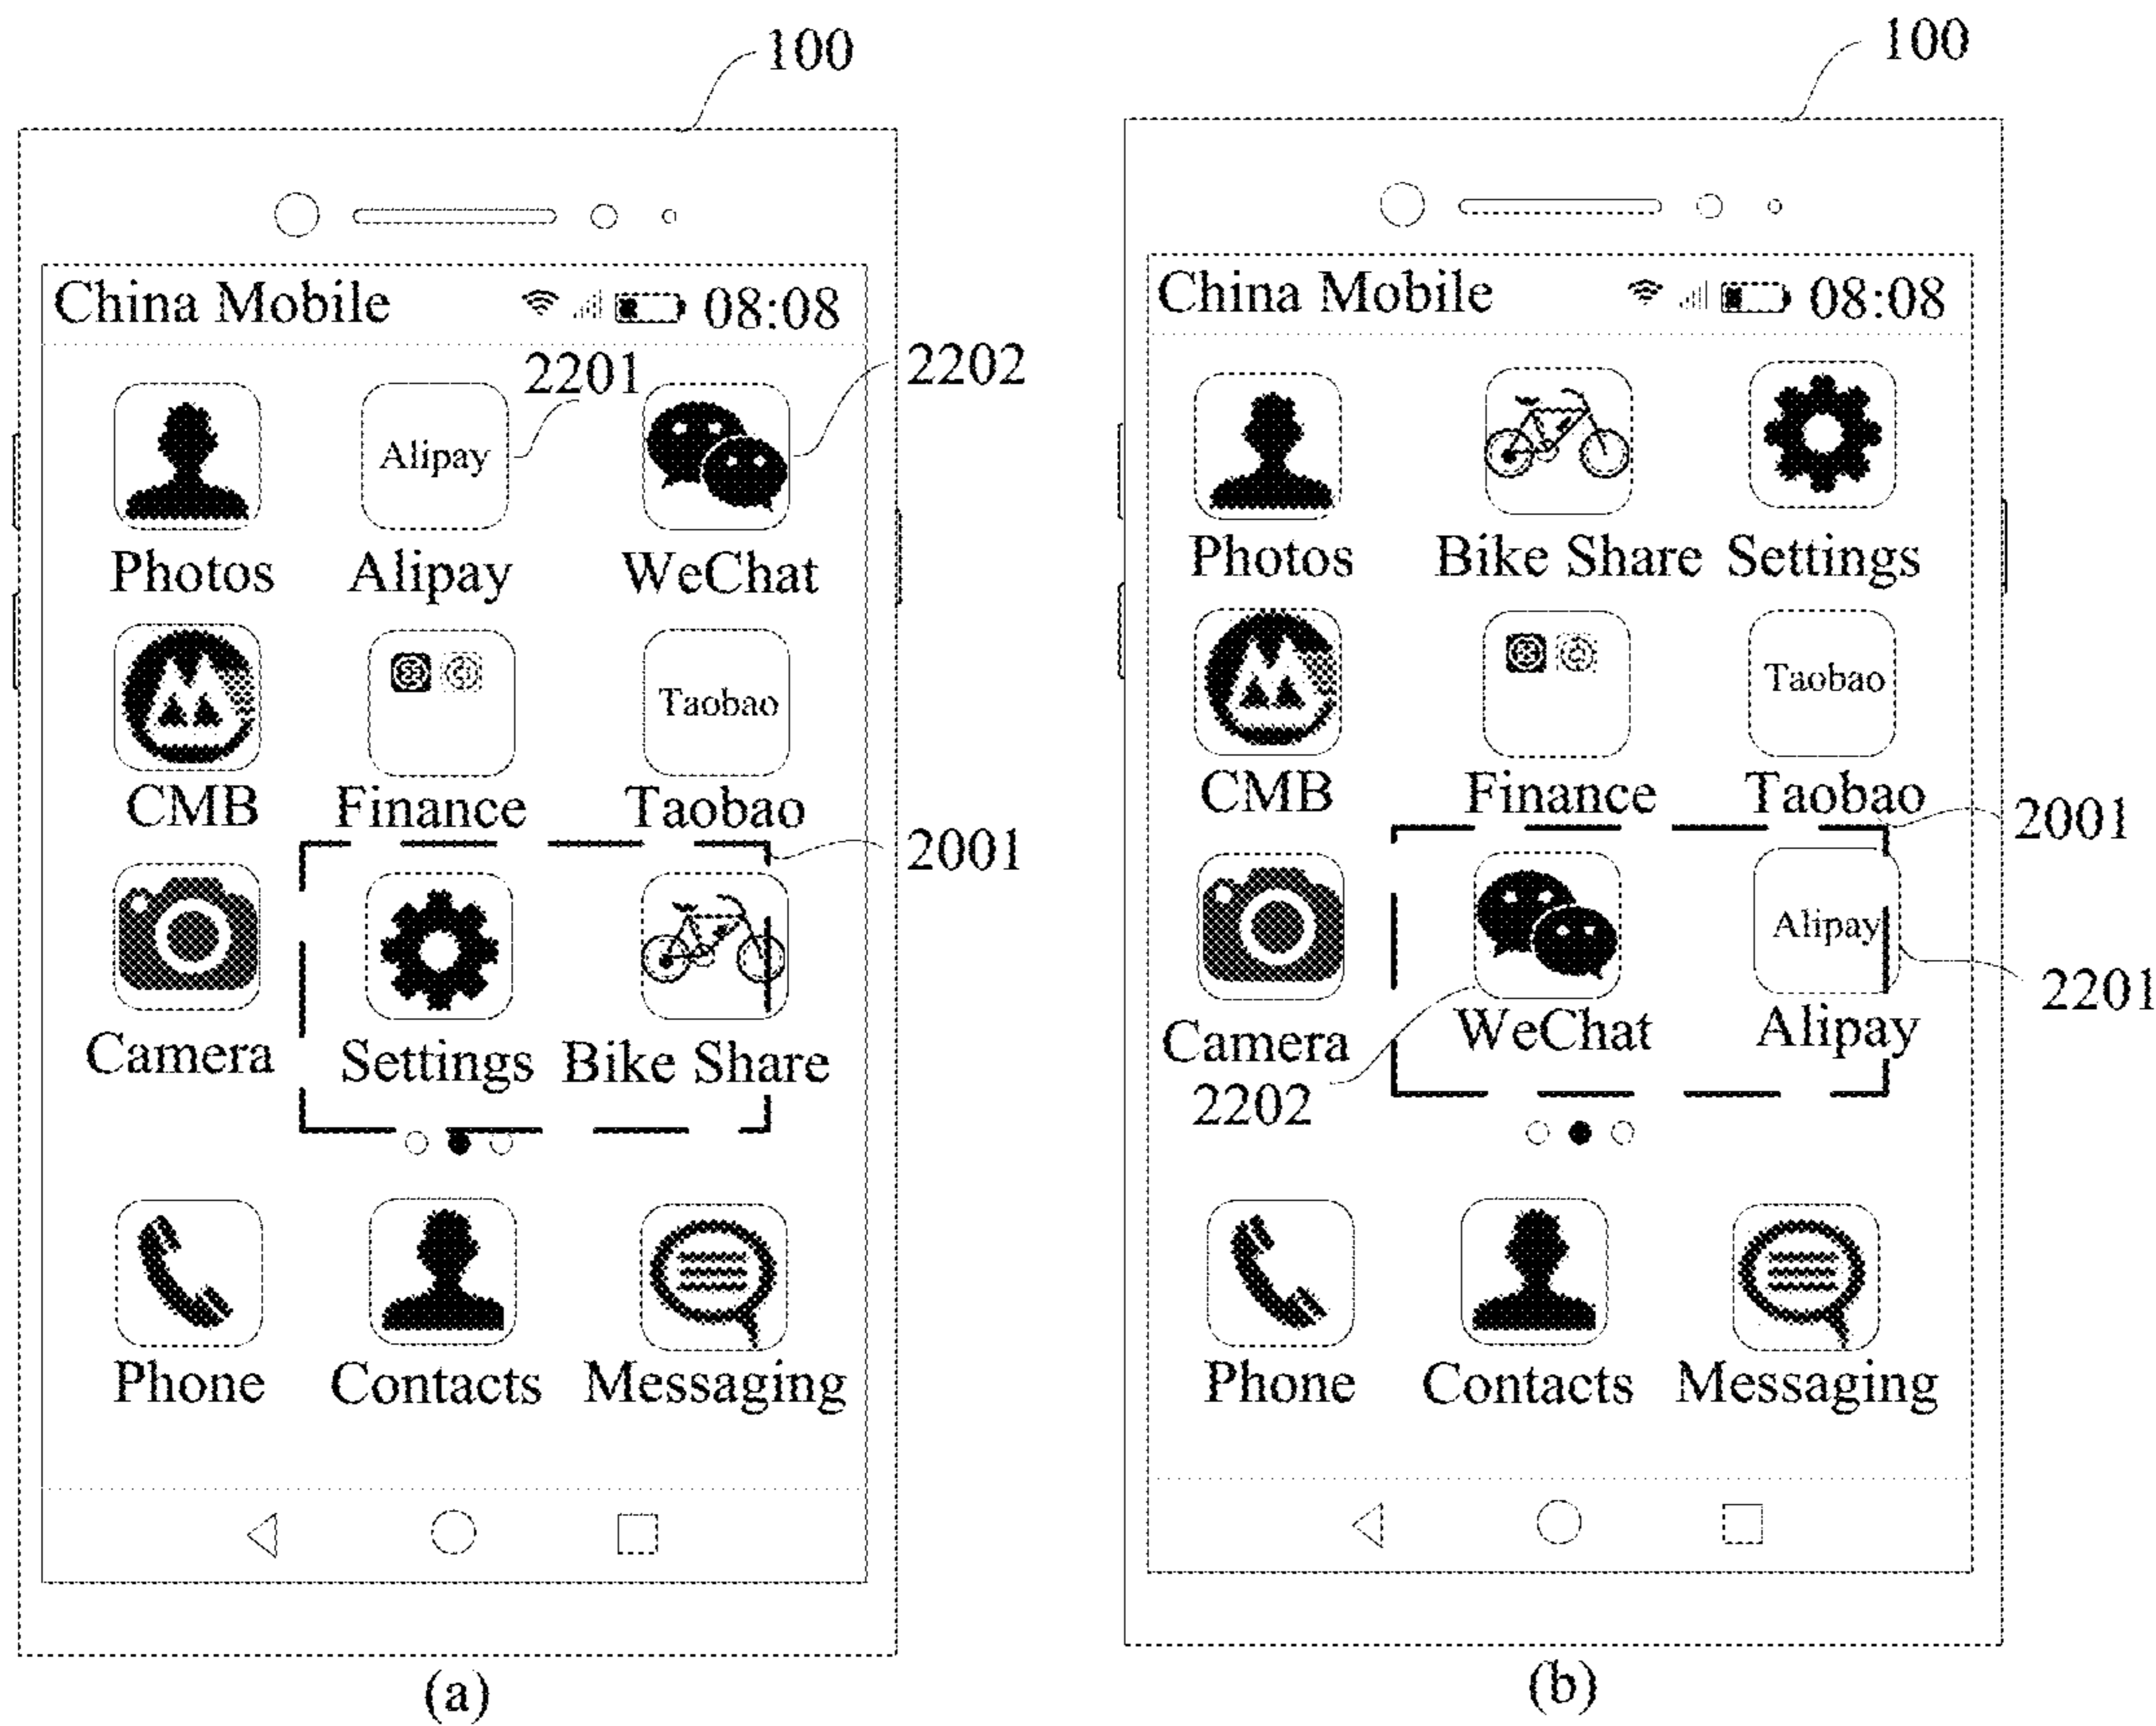 100
China Mobile 08:08
2201
2202
Alipay
Photos Alipay WeChat
Taobao
CMB Finance Taobao
2001
Camera Settings Bike Share
Phone Contacts Messaging
(a)
100
China Mobile 08:08
Photos Bike Share Settings
Taobao
CMB Finance Taobao
2001
Alipay
2201
Camera WeChat Alipay
2202
Phone Contacts Messaging
(b)